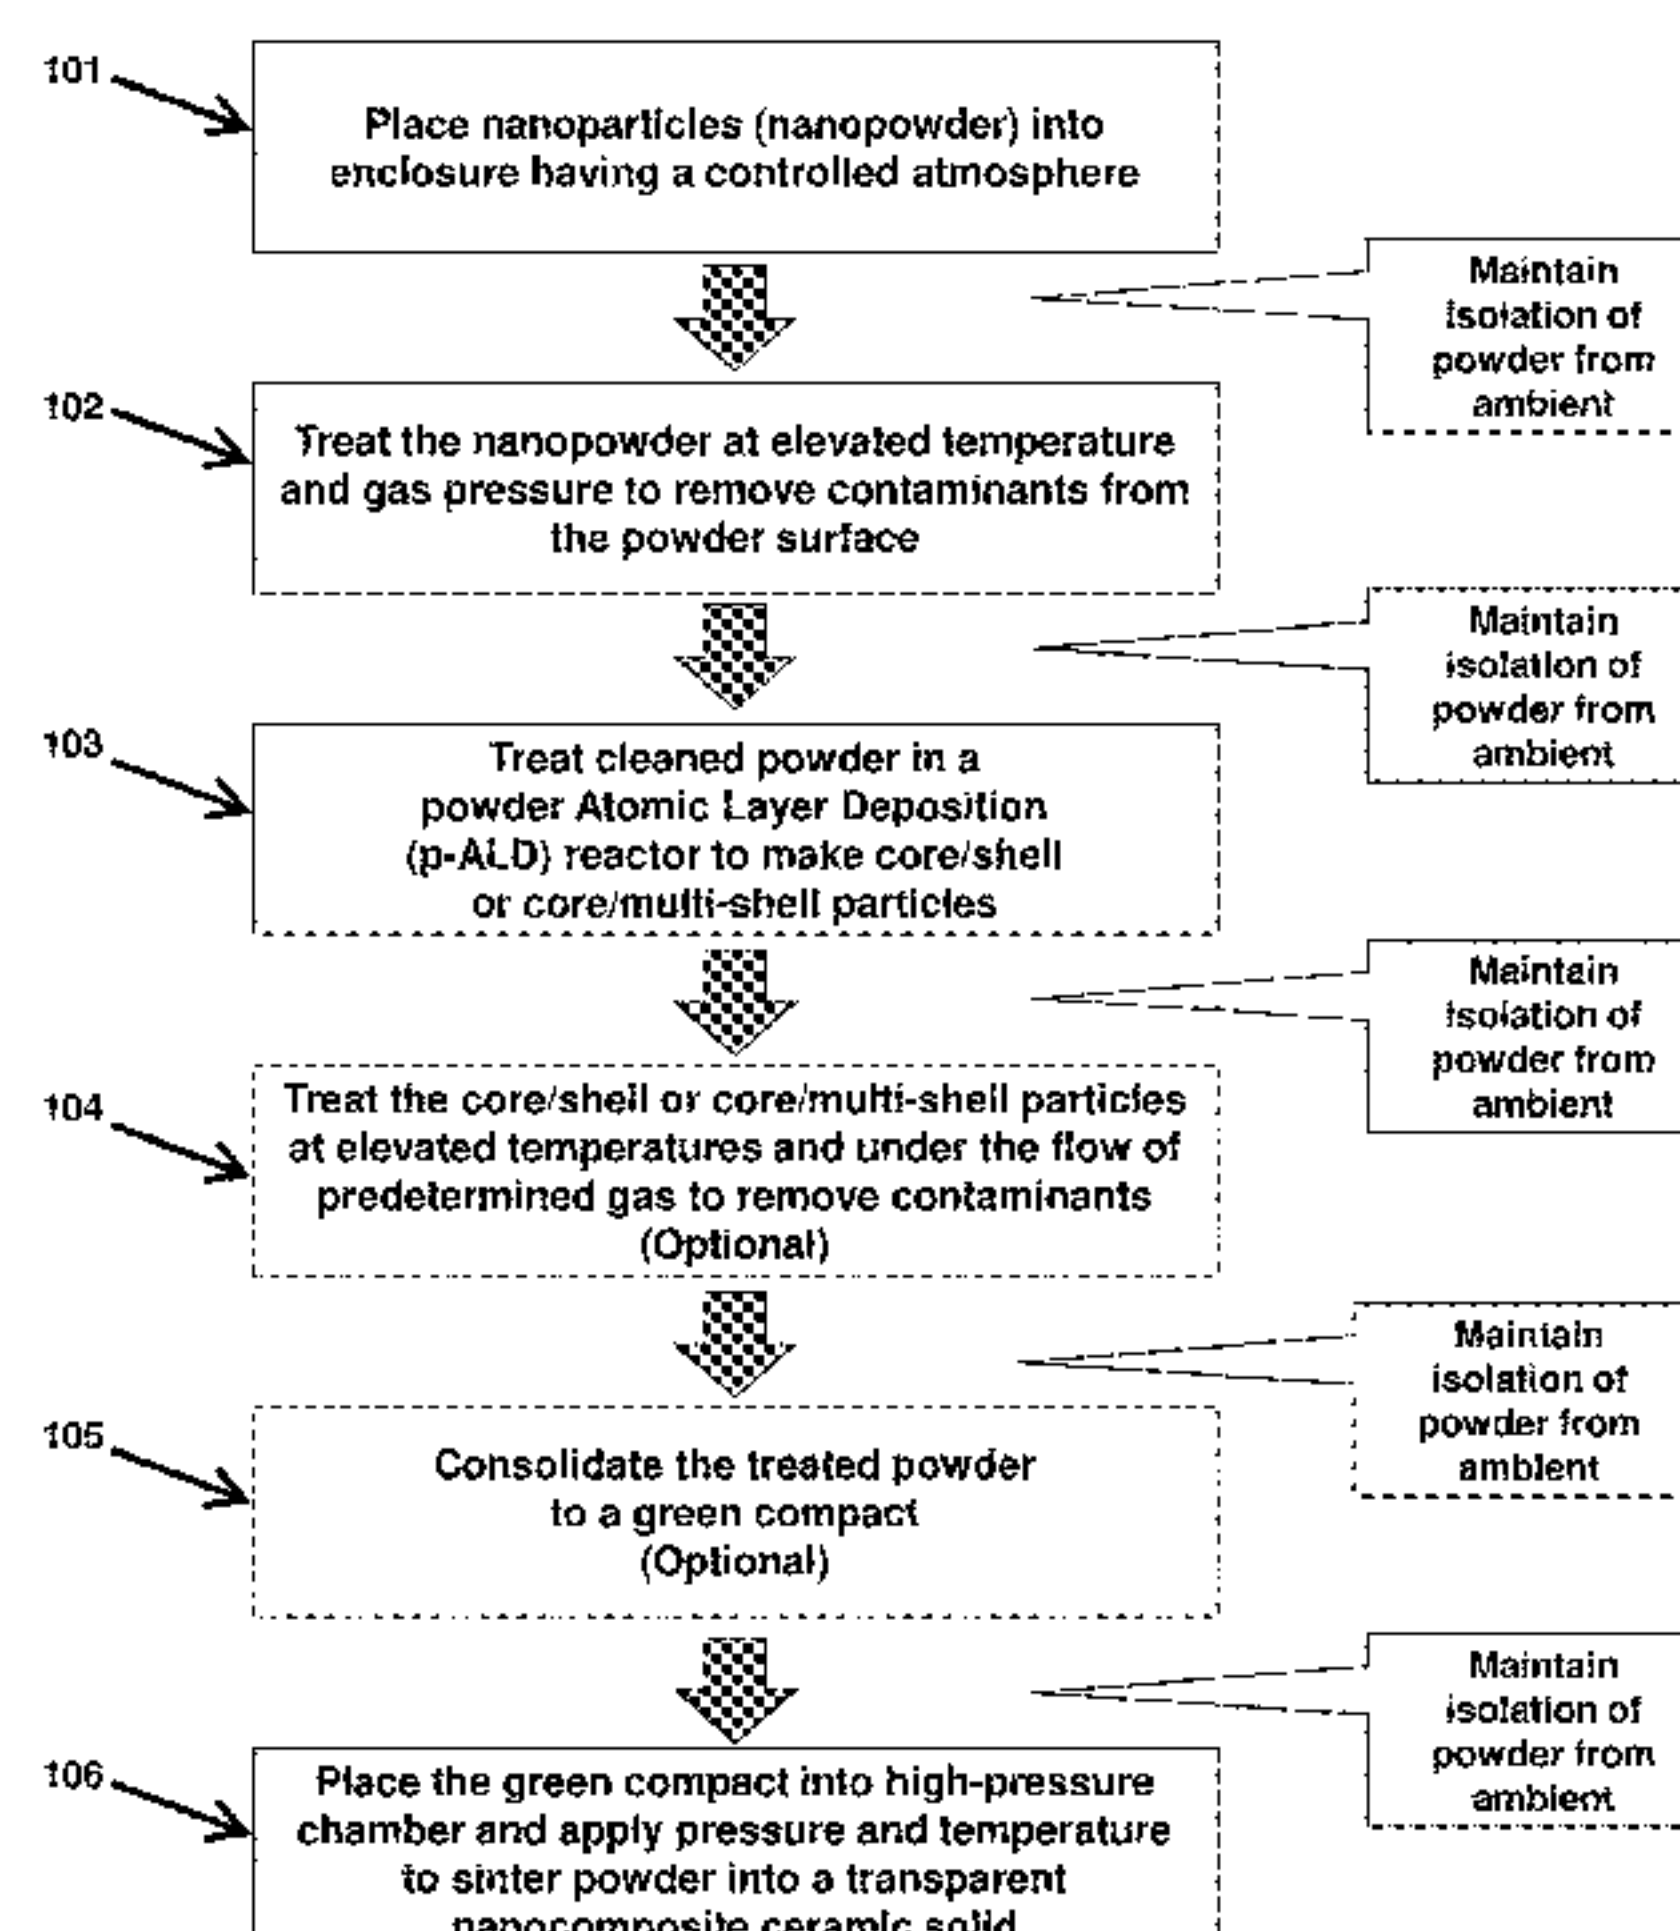 101
Place nanoparticles (nanopowder) into
enclosure having a controlled atmosphere
Maintain
isolation of
powder from
ambient
102
Treat the nanopowder at elevated temperature
and gas pressure to remove contaminants from
the powder surface
Maintain
isolation of
powder from
ambient
103
Treat cleaned powder in a
powder Atomic Layer Deposition
(p-ALD) reactor to make core/shell
or core/multi-shell particles
Maintain
isolation of
powder from
ambient
104
Treat the core/shell or core/multi-shell particles
at elevated temperatures and under the flow of
predetermined gas to remove contaminants
(Optional)
Maintain
isolation of
powder from
ambient
105
Consolidate the treated powder
to a green compact
(Optional)
Maintain
isolation of
powder from
ambient
106
Place the green compact into high-pressure
chamber and apply pressure and temperature
to sinter powder into a transparent
nanocomposite ceramic solid